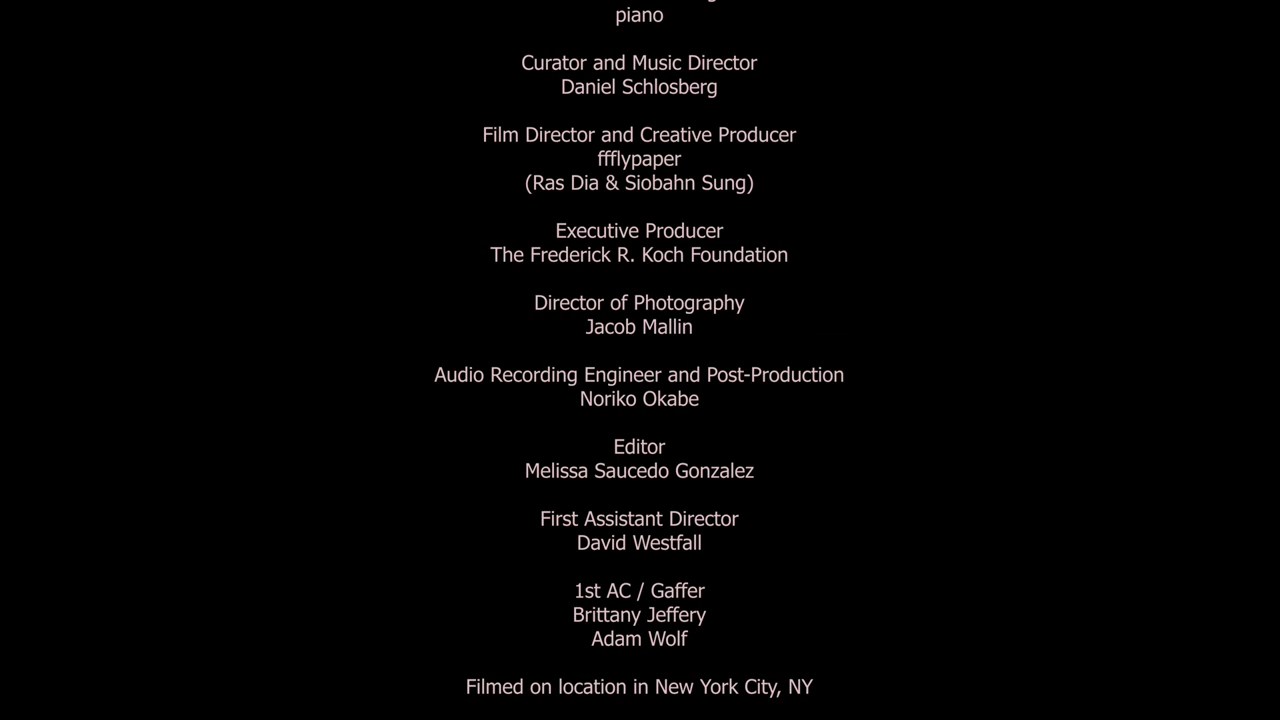 piano
Curator and Music Director
Daniel Schlosberg
Film Director and Creative Producer
ffflypaper
(Ras Dia & Siobahn Sung)
Executive Producer
The Frederick R. Koch Foundation
Director of Photography
Jacob Mallin
Audio Recording Engineer and Post-Production
Noriko Okabe
Editor
Melissa Saucedo Gonzalez
First Assistant Director
David Westfall
1st AC / Gaffer
Brittany Jeffery
Adam Wolf
Filmed on location in New York City, NY